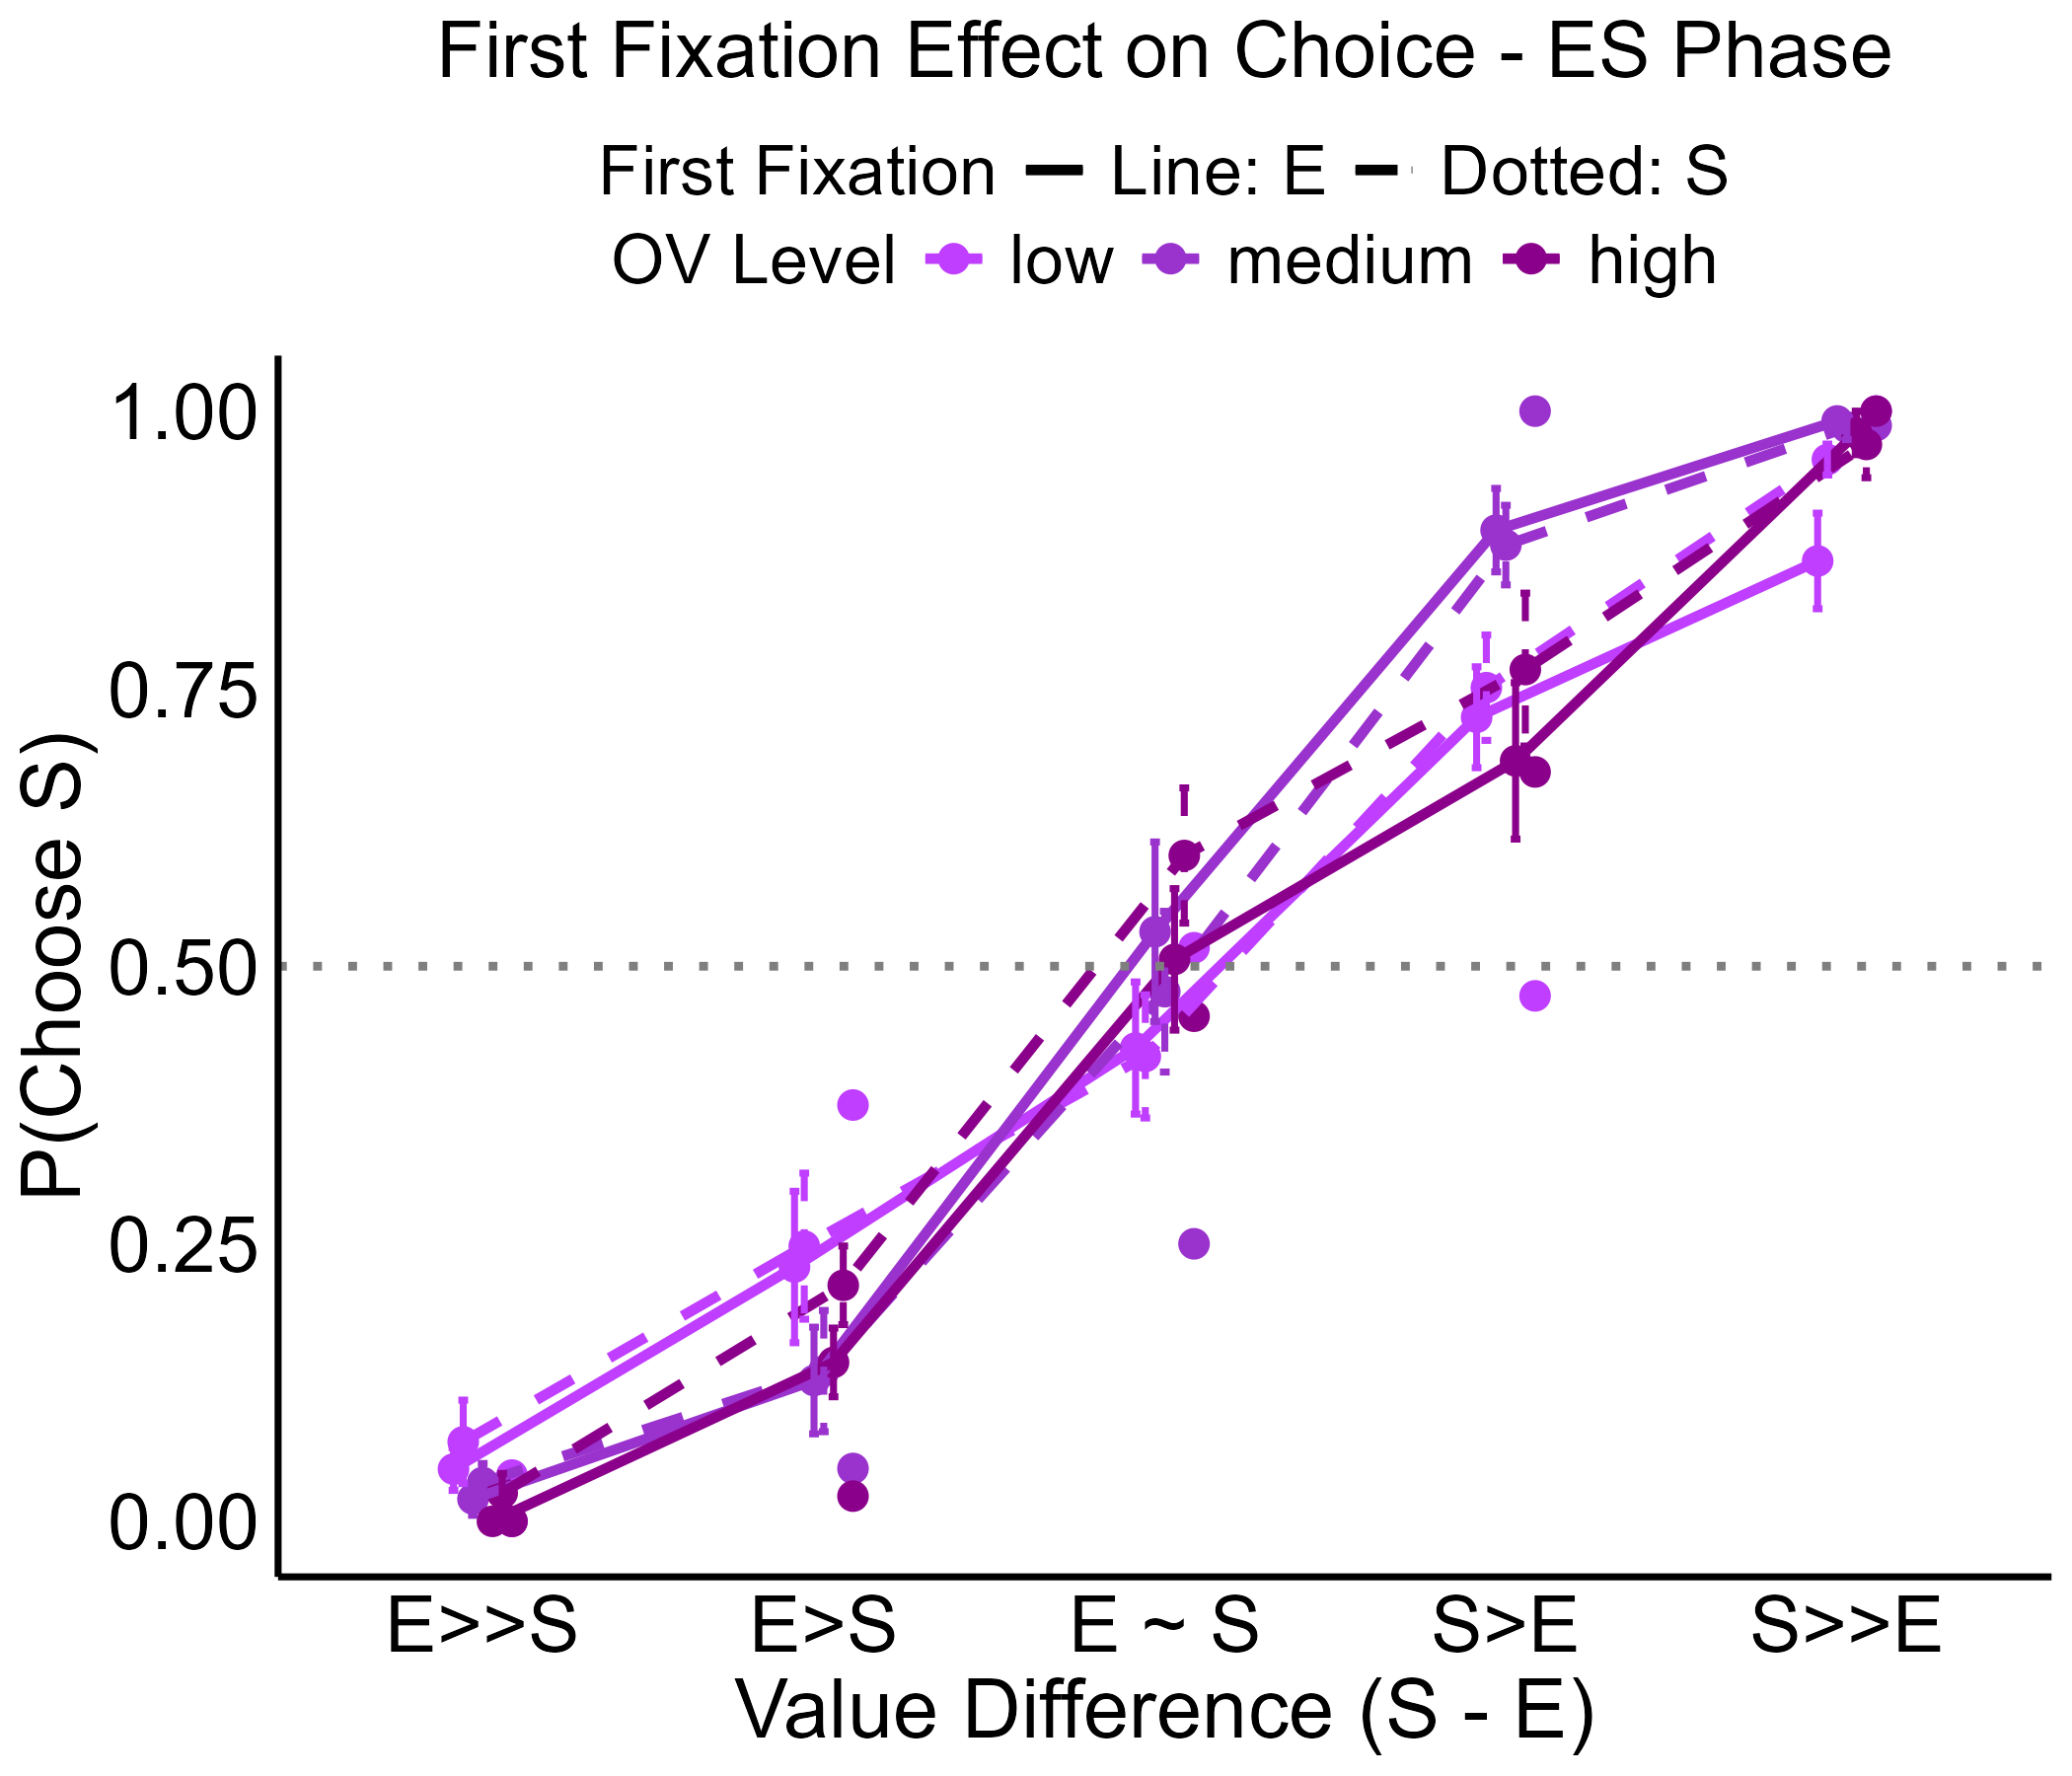 First Fixation Effect on Choice - ES Phase
First Fixation Line: E Dotted: S
OV Level low medium high
1.00
0.75
0.50
0.25
0.00
P(Choose S)
E>>S E>S E ~ S S>E S>>E
Value Difference (S - E)